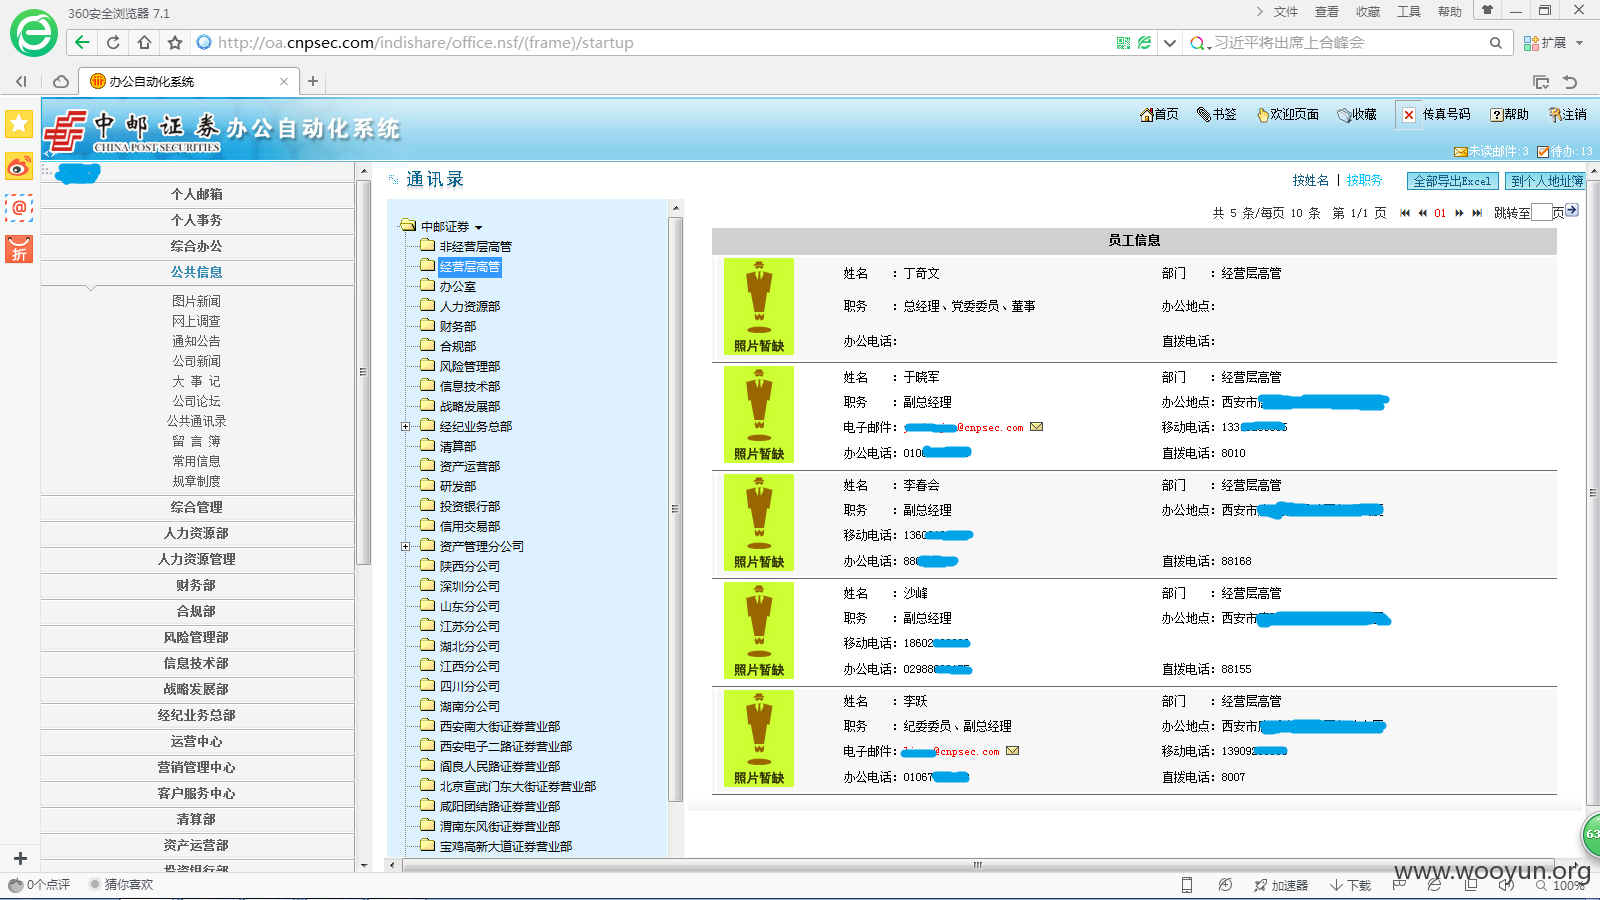 360安全浏览器 7.1
文件 查看 收藏 工具 帮助
http://oa.cnpsec.com/indishare/office.nsf/(frame)/startup
习近平将出席上合峰会
扩展
办公自动化系统
中邮证券办公自动化系统
CHINA POST SECURITIES
首页 书签 欢迎页面 收藏 传真号码 帮助 注销
未读邮件:3 待办:13
折
个人邮箱
个人事务
综合办公
公共信息
图片新闻
网上调查
通知公告
公司新闻
大 事 记
公司论坛
公共通讯录
留 言 簿
常用信息
规章制度
综合管理
人力资源部
人力资源管理
财务部
合规部
风险管理部
信息技术部
战略发展部
经纪业务总部
运营中心
营销管理中心
客户服务中心
清算部
资产运营部
投资银行部
通讯录
按姓名 | 按职务 全部导出Excel 到个人地址簿
共 5 条/每页 10 条 第 1/1 页 01 跳转至 页
中邮证券
非经营层高管
经营层高管
办公室
人力资源部
财务部
合规部
风险管理部
信息技术部
战略发展部
经纪业务总部
清算部
资产运营部
研发部
投资银行部
信用交易部
资产管理分公司
陕西分公司
深圳分公司
山东分公司
江苏分公司
湖北分公司
江西分公司
四川分公司
湖南分公司
西安南大街证券营业部
西安电子二路证券营业部
阎良人民路证券营业部
北京宣武门东大街证券营业部
咸阳团结路证券营业部
渭南东风街证券营业部
宝鸡高新大道证券营业部
员工信息
照片暂缺
姓名 : 丁奇文 部门 : 经营层高管
职务 : 总经理、党委委员、董事 办公地点:
办公电话: 直拨电话:
照片暂缺
姓名 : 于晓军 部门 : 经营层高管
职务 : 副总经理 办公地点: 西安市
电子邮件: @cnpsec.com 移动电话: 133
办公电话: 010 直拨电话: 8010
照片暂缺
姓名 : 李春会 部门 : 经营层高管
职务 : 副总经理 办公地点: 西安市
移动电话: 1360
办公电话: 88 直拨电话: 88168
照片暂缺
姓名 : 沙峰 部门 : 经营层高管
职务 : 副总经理 办公地点: 西安市
移动电话: 18602
办公电话: 02988 直拨电话: 88155
照片暂缺
姓名 : 李跃 部门 : 经营层高管
职务 : 纪委委员、副总经理 办公地点: 西安市
电子邮件: @cnpsec.com 移动电话: 13909
办公电话: 01067 直拨电话: 8007
63
www.wooyun.org
0个点评 猜你喜欢
加速器 下载 100%